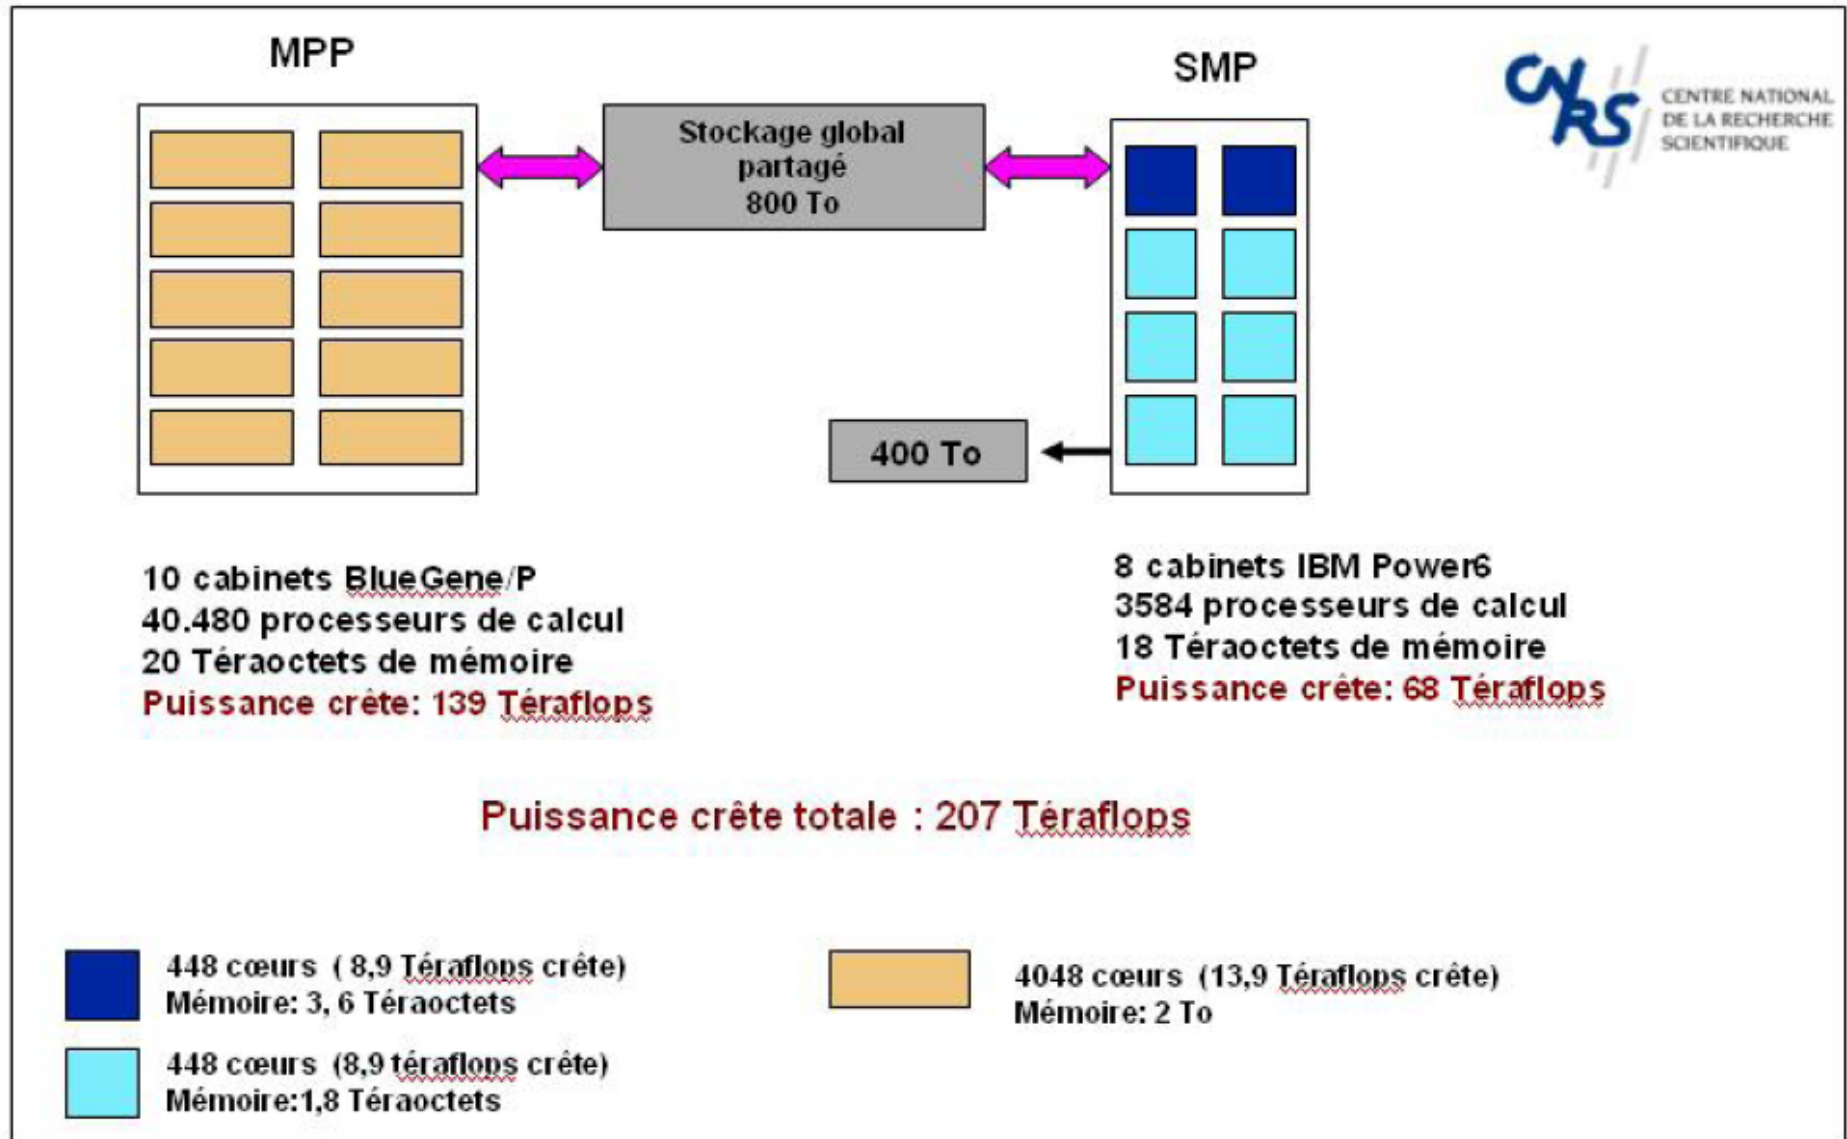 MPP
SMP
CNRS
CENTRE NATIONAL
DE LA RECHERCHE
SCIENTIFIQUE
Stockage global
partagé
800 To
400 To
10 cabinets BlueGene/P
40.480 processeurs de calcul
20 Téraoctets de mémoire
Puissance crête: 139 Téraflops
8 cabinets IBM Power6
3584 processeurs de calcul
18 Téraoctets de mémoire
Puissance crête: 68 Téraflops
Puissance crête totale : 207 Téraflops
448 cœurs ( 8,9 Téraflops crête)
Mémoire: 3, 6 Téraoctets
4048 cœurs (13,9 Téraflops crête)
Mémoire: 2 To
448 cœurs (8,9 téraflops crête)
Mémoire:1,8 Téraoctets